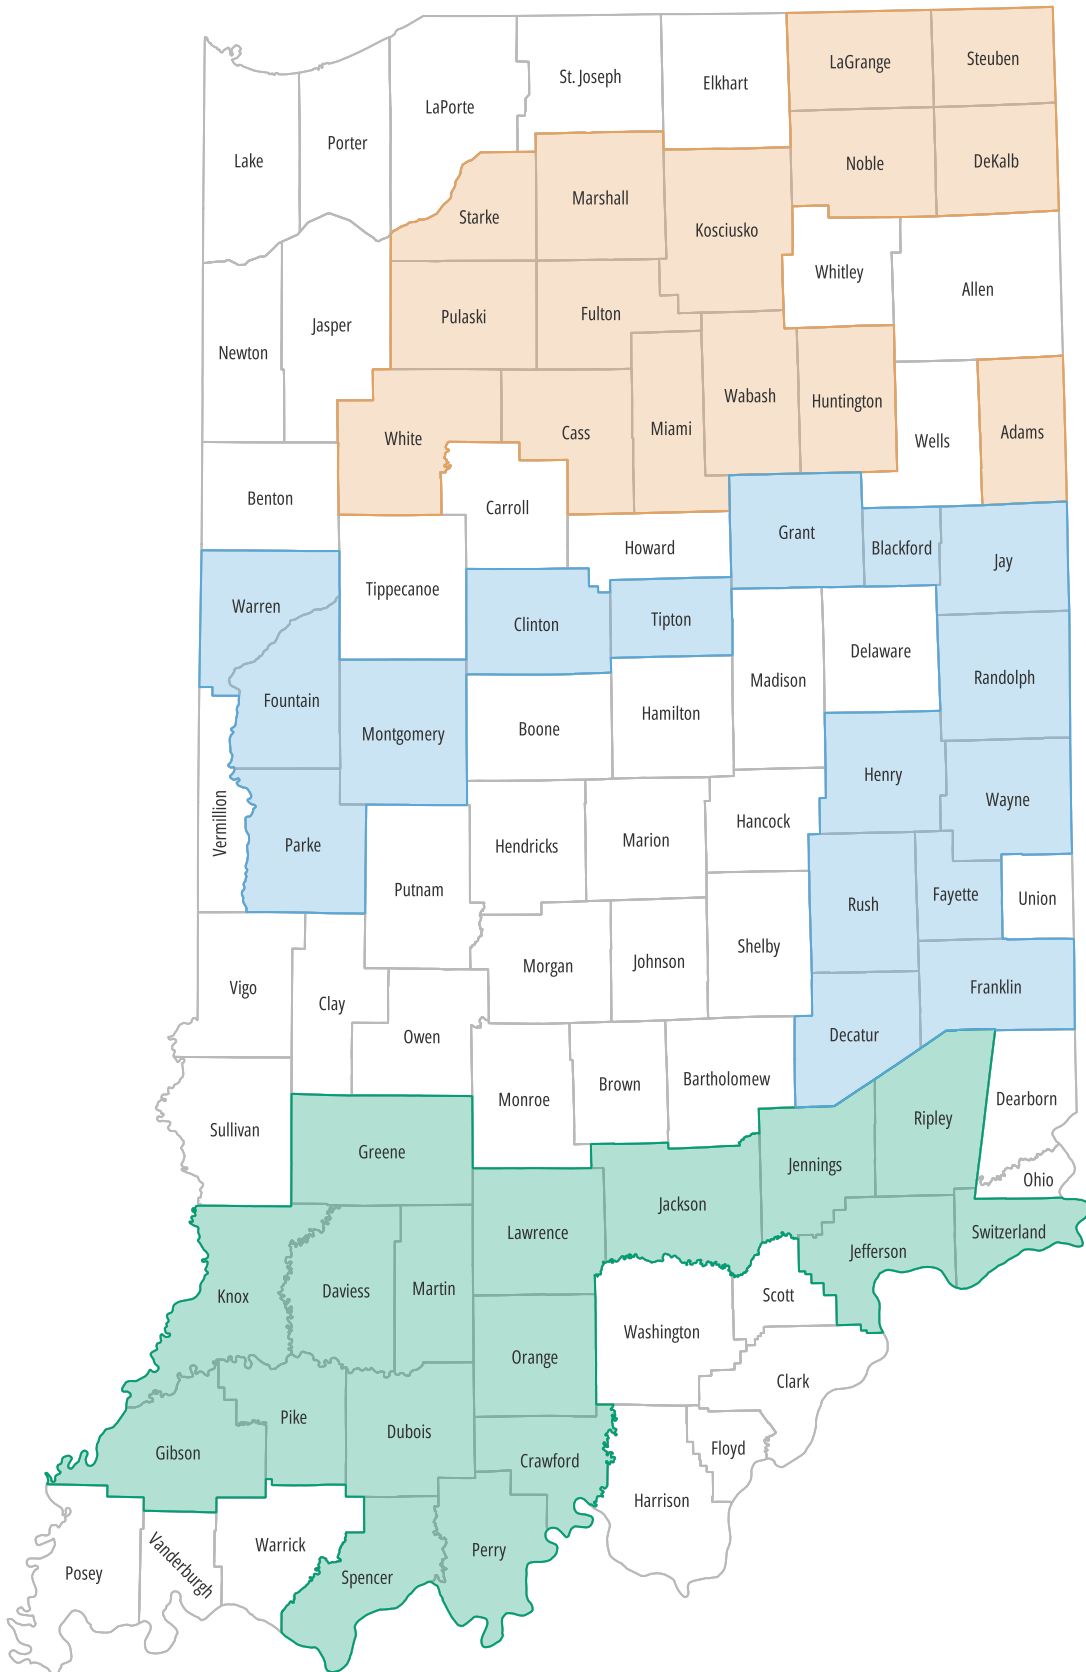 LaGrange
Steuben
St. Joseph
Elkhart
LaPorte
Porter
Lake
Noble
DeKalb
Marshall
Starke
Kosciusko
Whitley
Allen
Pulaski
Fulton
Jasper
Newton
Wabash
Huntington
White
Cass
Miami
Adams
Wells
Benton
Carroll
Grant
Howard
Blackford
Jay
Tippecanoe
Warren
Clinton
Tipton
Delaware
Randolph
Madison
Fountain
Hamilton
Boone
Montgomery
Henry
Wayne
Vermillion
Hancock
Parke
Hendricks
Marion
Putnam
Rush
Fayette
Union
Shelby
Morgan
Johnson
Vigo
Clay
Franklin
Owen
Decatur
Bartholomew
Brown
Monroe
Dearborn
Ripley
Sullivan
Greene
Jennings
Ohio
Jackson
Lawrence
Switzerland
Jefferson
Knox
Daviess
Martin
Scott
Washington
Orange
Clark
Pike
Dubois
Gibson
Floyd
Crawford
Harrison
Warrick
Perry
Vanderburgh
Posey
Spencer